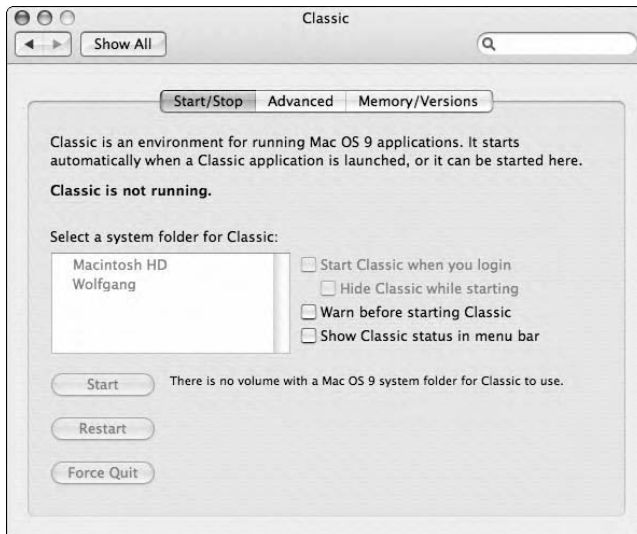 Classic
Show All
Start/Stop Advanced Memory/Versions
Classic is an environment for running Mac OS 9 applications. It starts
automatically when a Classic application is launched, or it can be started here.
Classic is not running.
Select a system folder for Classic:
Macintosh HD
Wolfgang
Start Classic when you login
Hide Classic while starting
Warn before starting Classic
Show Classic status in menu bar
Start
There is no volume with a Mac OS 9 system folder for Classic to use.
Restart
Force Quit